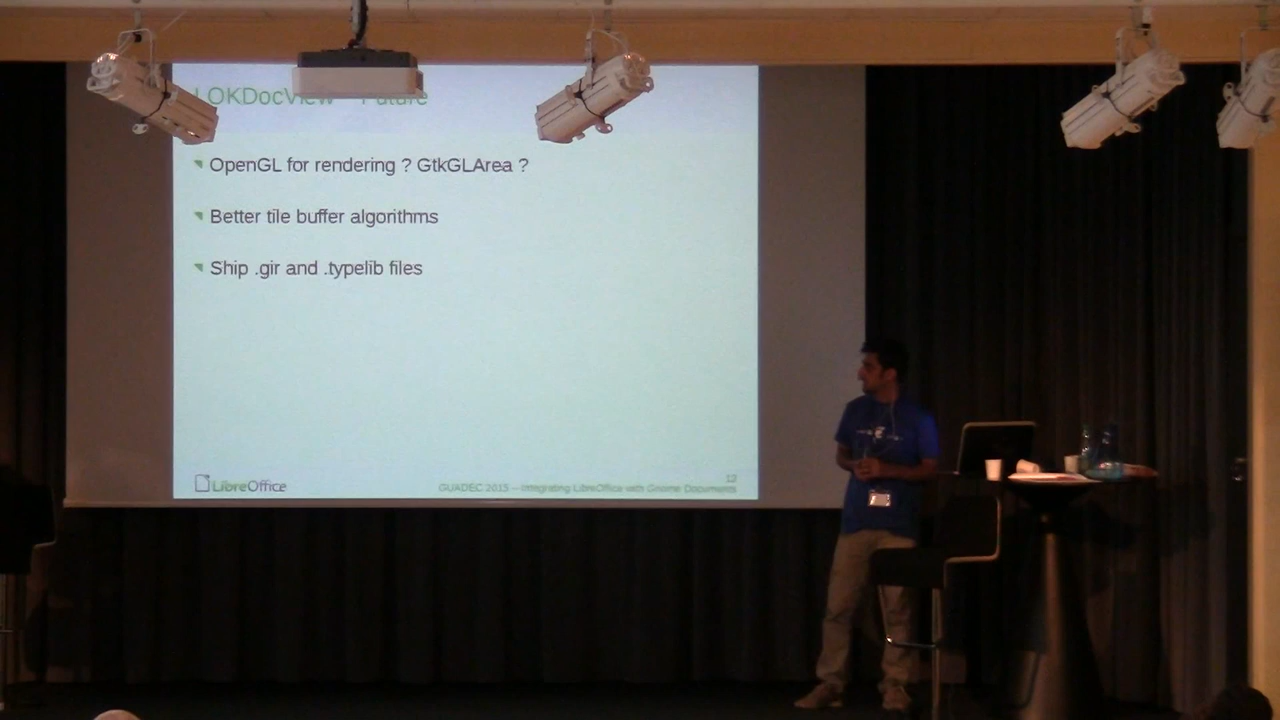 LOKDocView – Future
OpenGL for rendering ? GtkGLArea ?
Better tile buffer algorithms
Ship .gir and .typelib files
LibreOffice
12
GUADEC 2015 – Integrating LibreOffice with Gnome Documents